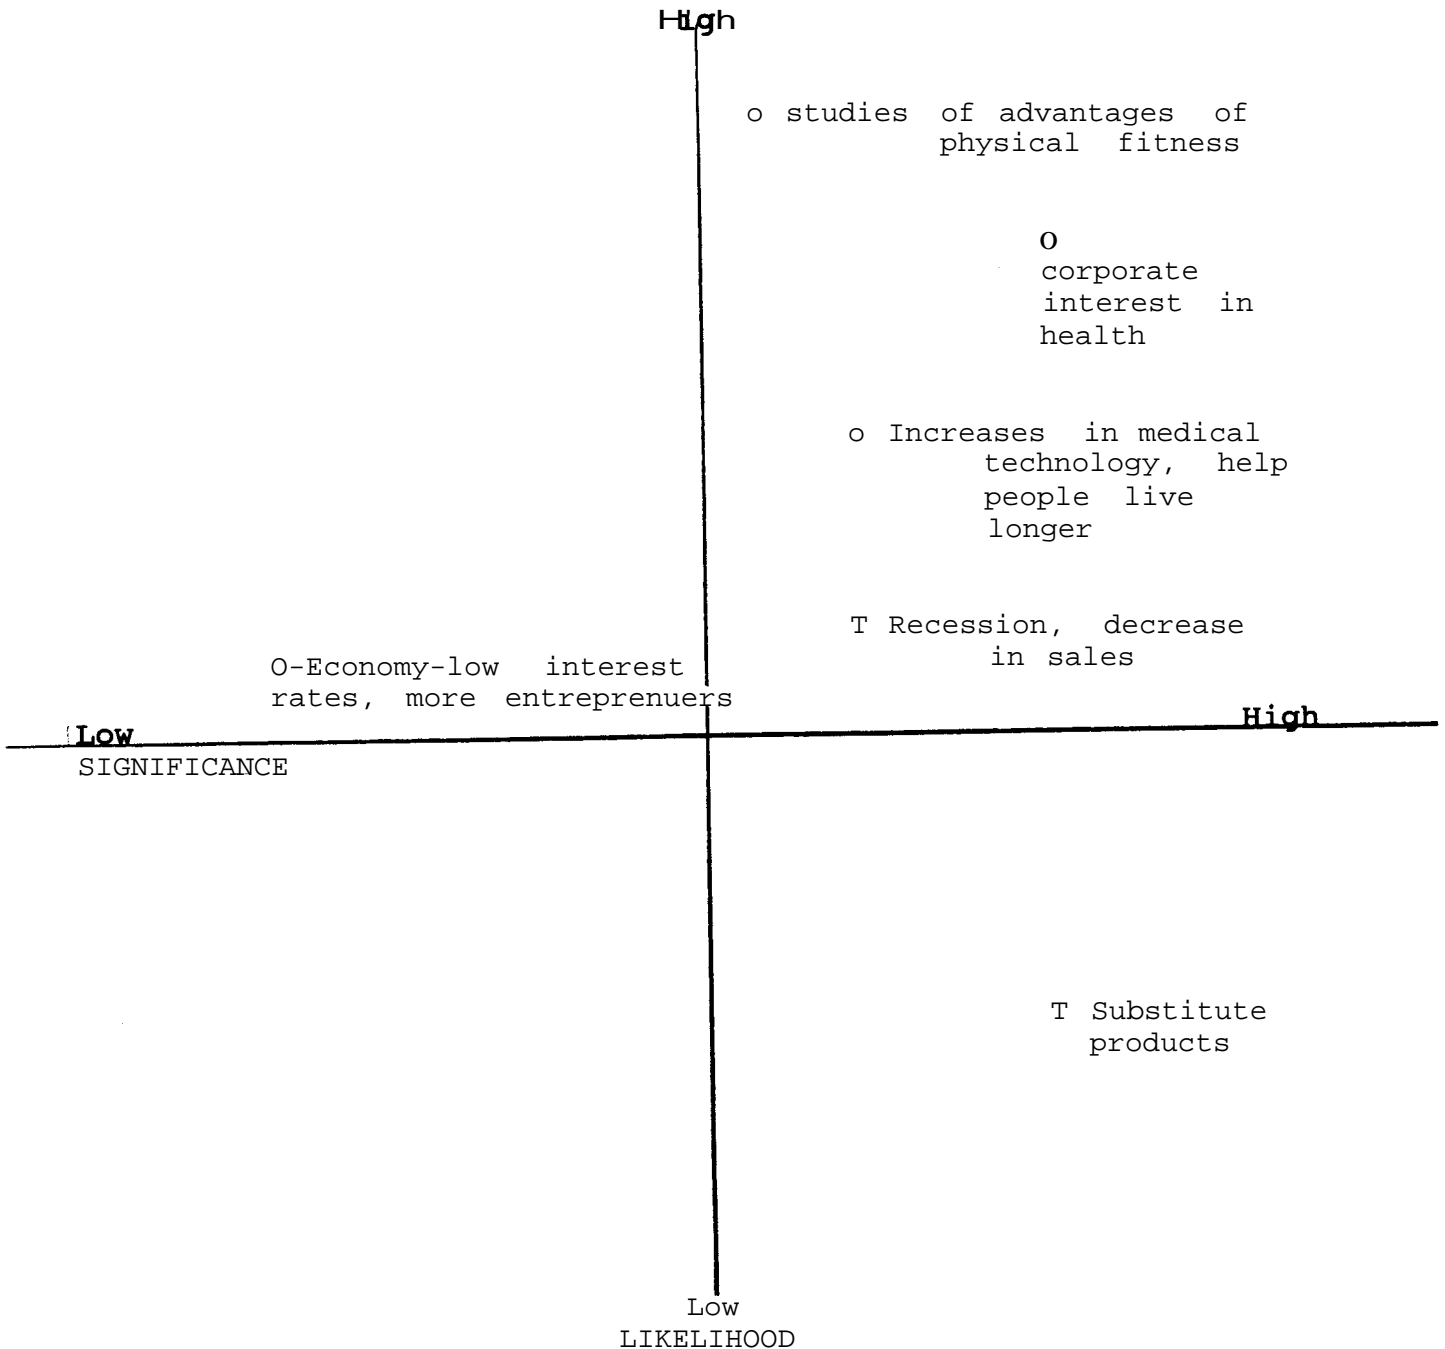 High
o studies of advantages of
physical fitness
o
corporate
interest in
health
o Increases in medical
technology, help
people live
longer
T Recession, decrease
in sales
O-Economy-low interest
rates, more entreprenuers
High
Low
SIGNIFICANCE
T Substitute
products
Low
LIKELIHOOD